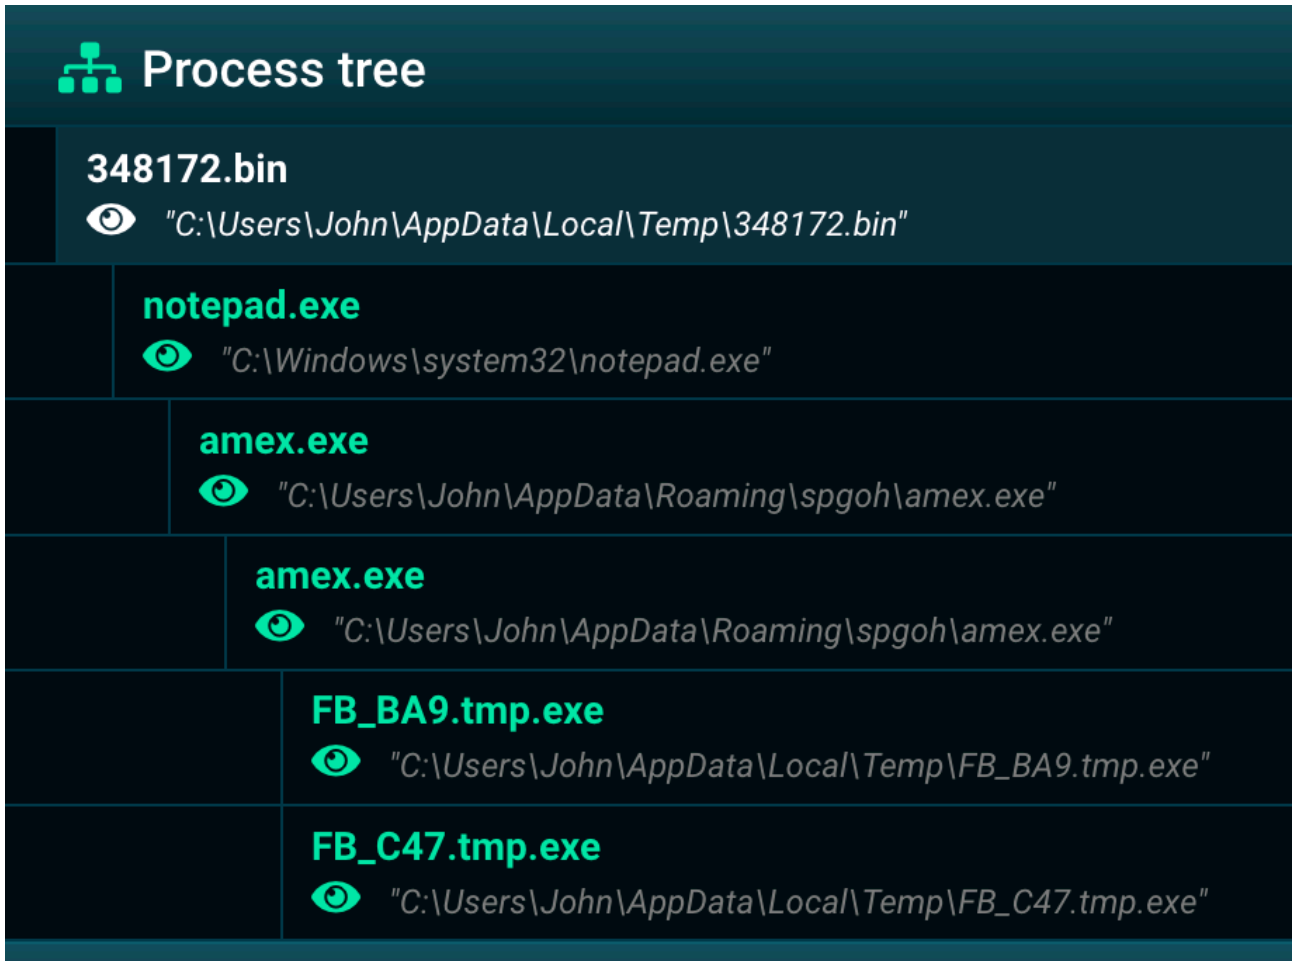 Process tree
348172.bin
"C:\Users\John\AppData\Local\Temp\348172.bin"
notepad.exe
"C:\Windows\system32\notepad.exe"
amex.exe
"C:\Users\John\AppData\Roaming\spgoh\amex.exe"
amex.exe
"C:\Users\John\AppData\Roaming\spgoh\amex.exe"
FB_BA9.tmp.exe
"C:\Users\John\AppData\Local\Temp\FB_BA9.tmp.exe"
FB_C47.tmp.exe
"C:\Users\John\AppData\Local\Temp\FB_C47.tmp.exe"